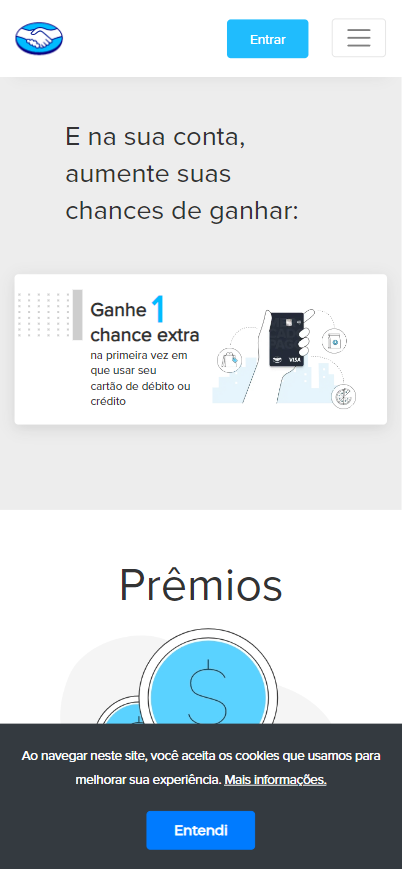 Entrar
E na sua conta,
aumente suas
chances de ganhar:
Ganhe 1
chance extra
na primeira vez em
que usar seu
cartão de débito ou
crédito
VISA
Prêmios
$
Ao navegar neste site, você aceita os cookies que usamos para
melhorar sua experiência. Mais informações.
Entendi